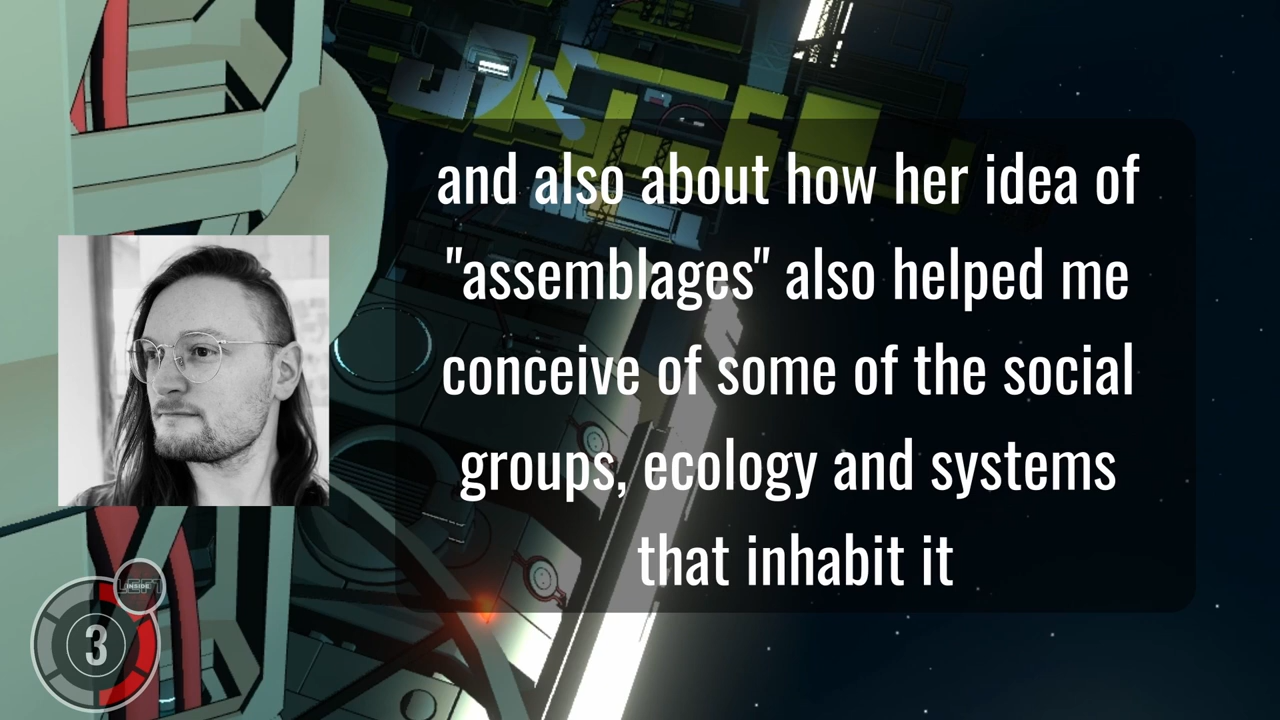 and also about how her idea of
"assemblages" also helped me
conceive of some of the social
groups, ecology and systems
that inhabit it
INSIDE
3